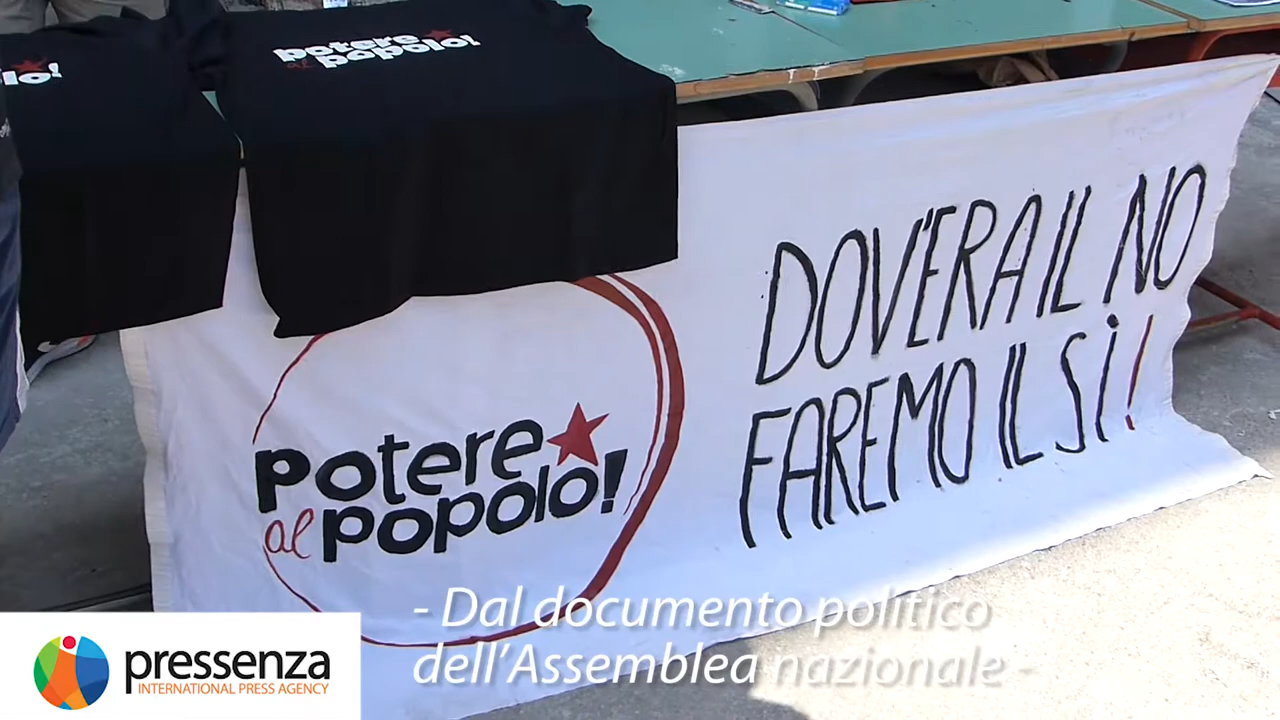 lo!
potere
al popolo!
DOV'ERA IL NO
FAREMO IL SÌ!
potere
al popolo!
- Dal documento politico
dell'Assemblea nazionale -
pressenza
INTERNATIONAL PRESS AGENCY